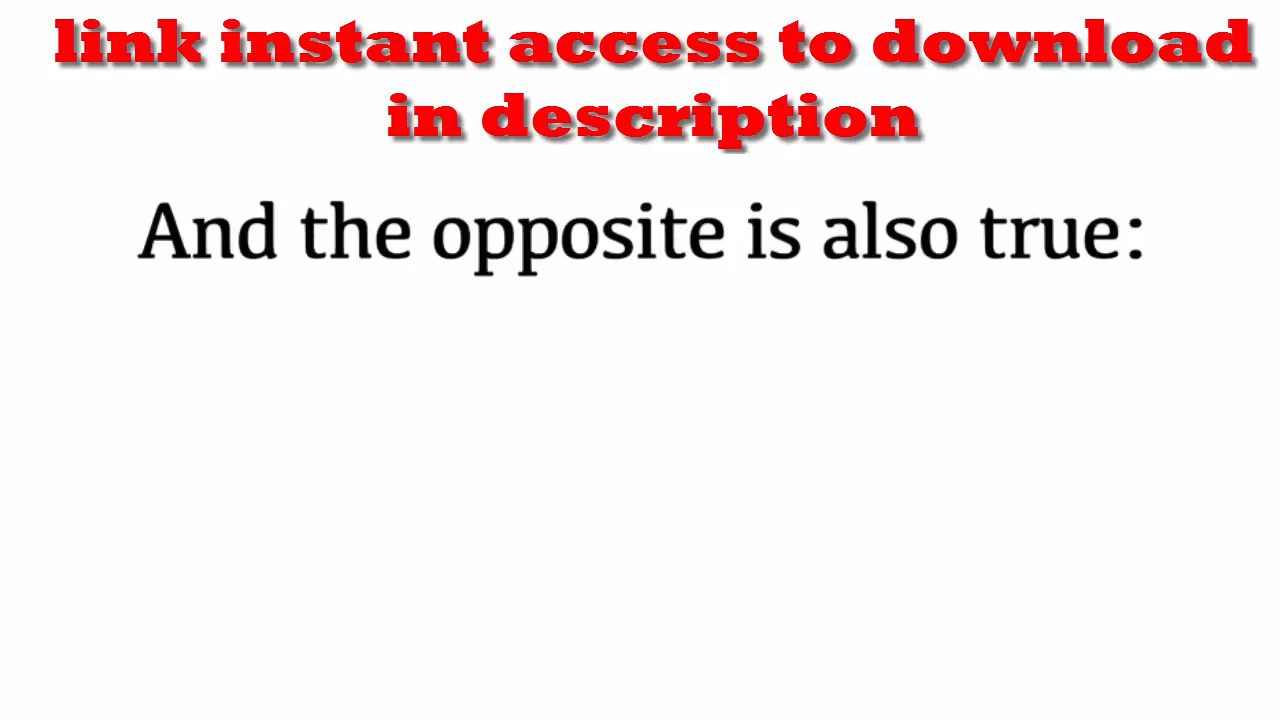 link instant access to download
in description
And the opposite is also true: